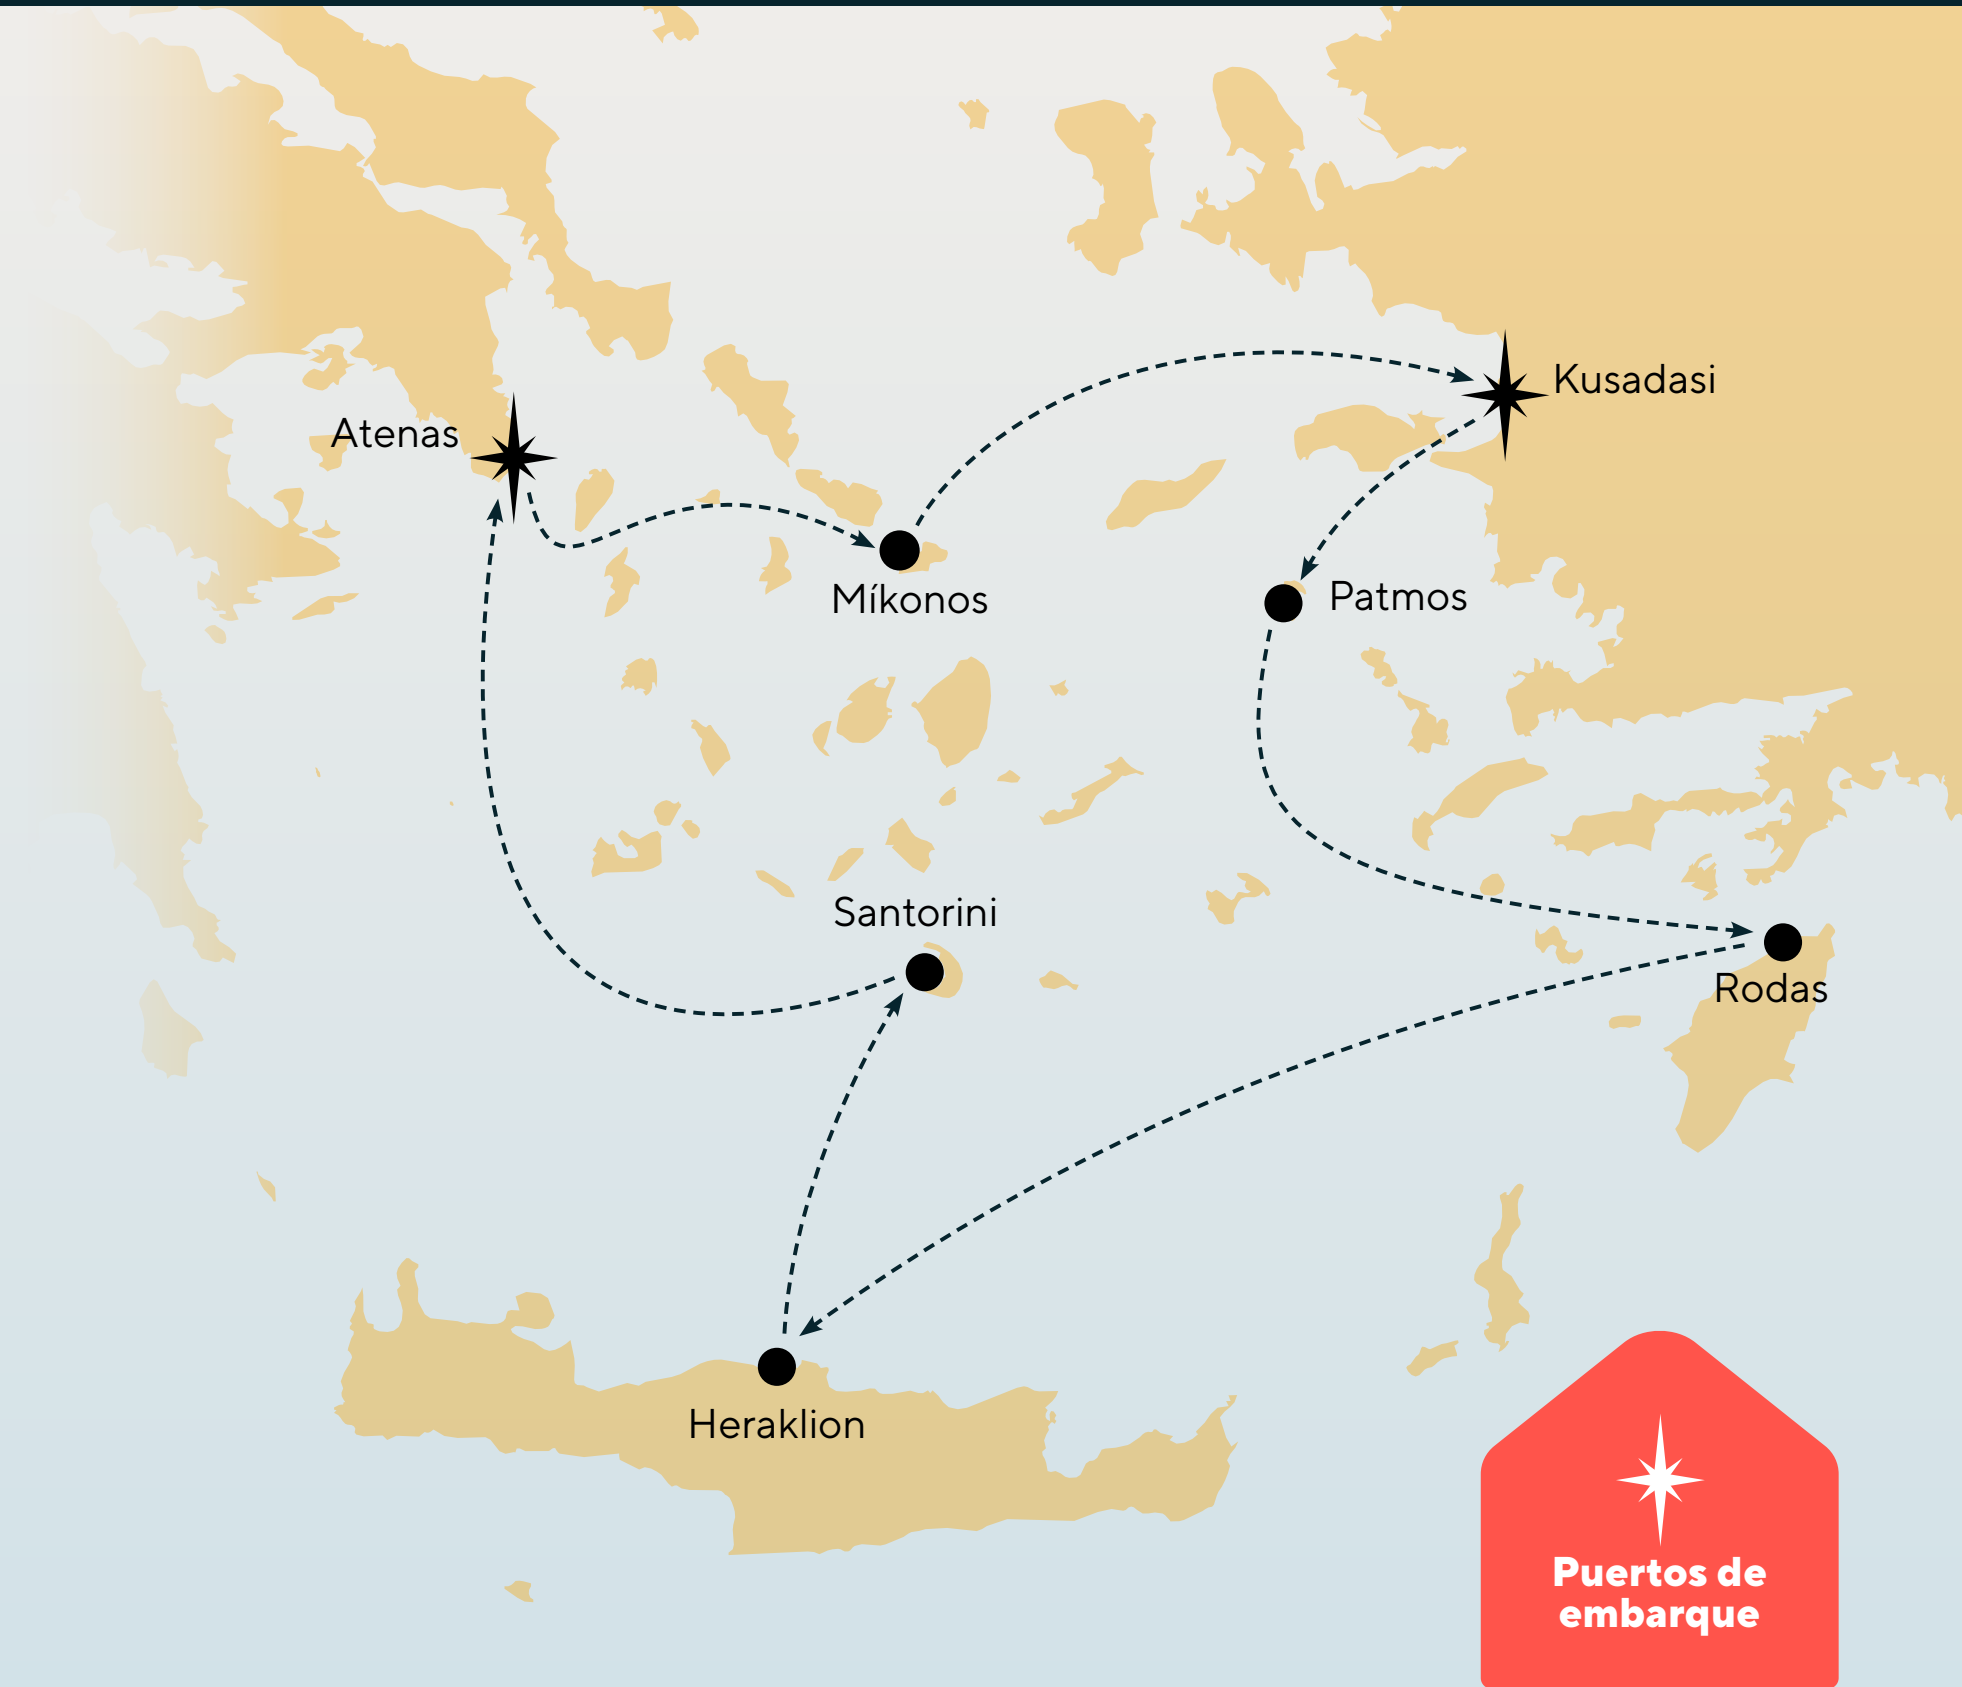 Kusadasi
Atenas
Míkonos
Patmos
Santorini
Rodas
Heraklion
Puertos de
embarque